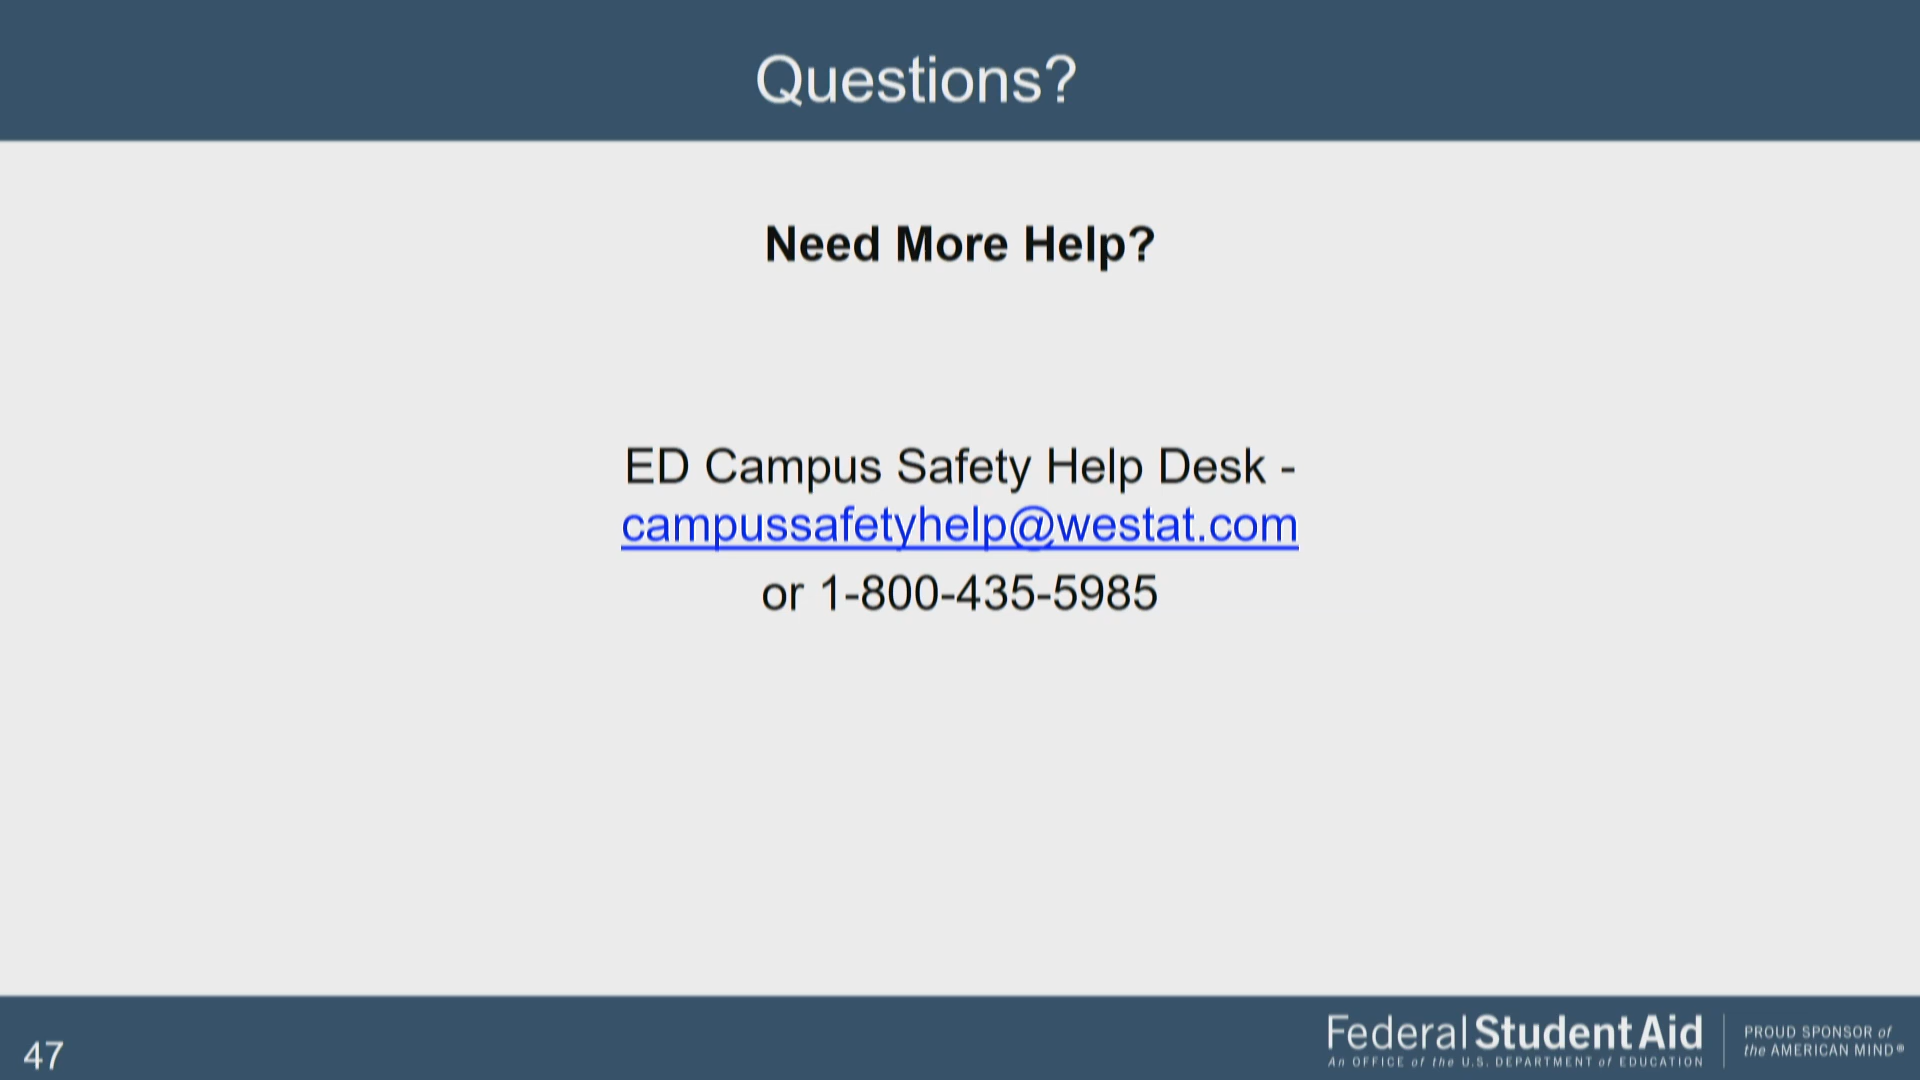 Questions?
Need More Help?
ED Campus Safety Help Desk -
campussafetyhelp@westat.com
or 1-800-435-5985
47
Federal Student Aid
An OFFICE of the U.S. DEPARTMENT of EDUCATION
PROUD SPONSOR of
the AMERICAN MIND®